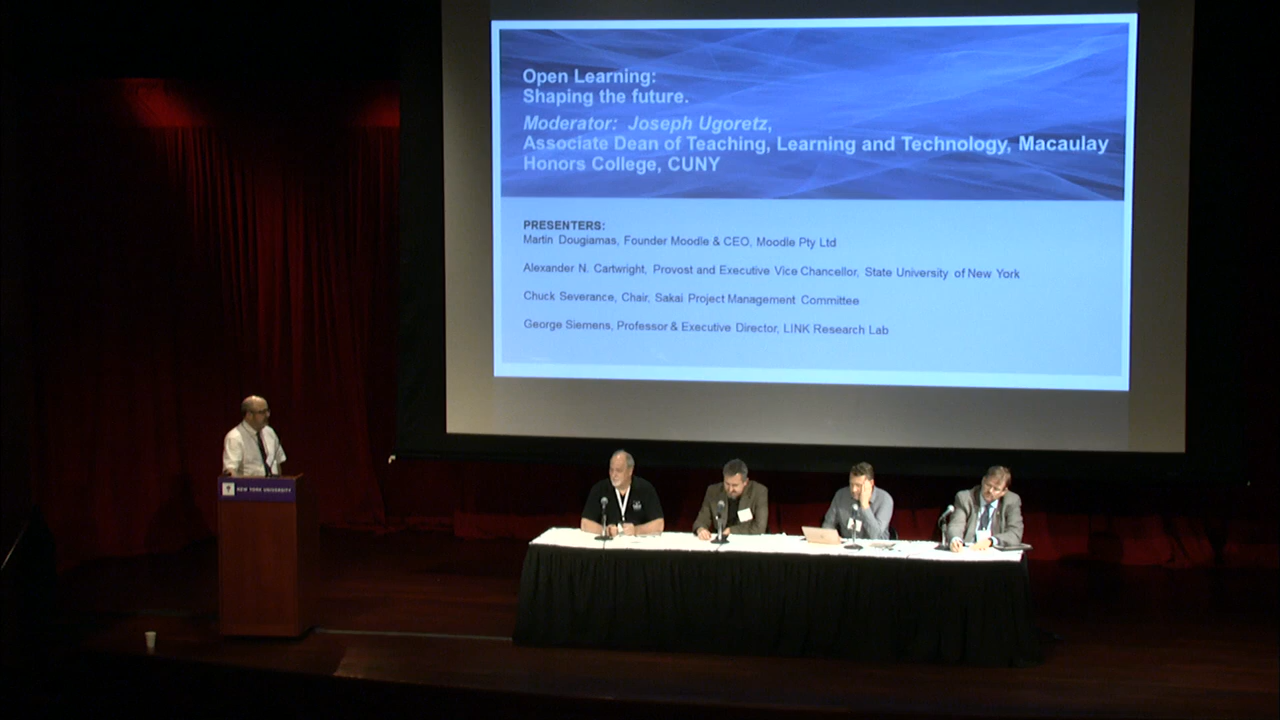 Open Learning:
Shaping the future.
Moderator: Joseph Ugoretz,
Associate Dean of Teaching, Learning and Technology, Macaulay
Honors College, CUNY
PRESENTERS:
Martin Dougiamas, Founder Moodle & CEO, Moodle Pty Ltd
Alexander N. Cartwright, Provost and Executive Vice Chancellor, State University of New York
Chuck Severance, Chair, Sakai Project Management Committee
George Siemens, Professor & Executive Director, LINK Research Lab
NEW YORK UNIVERSITY